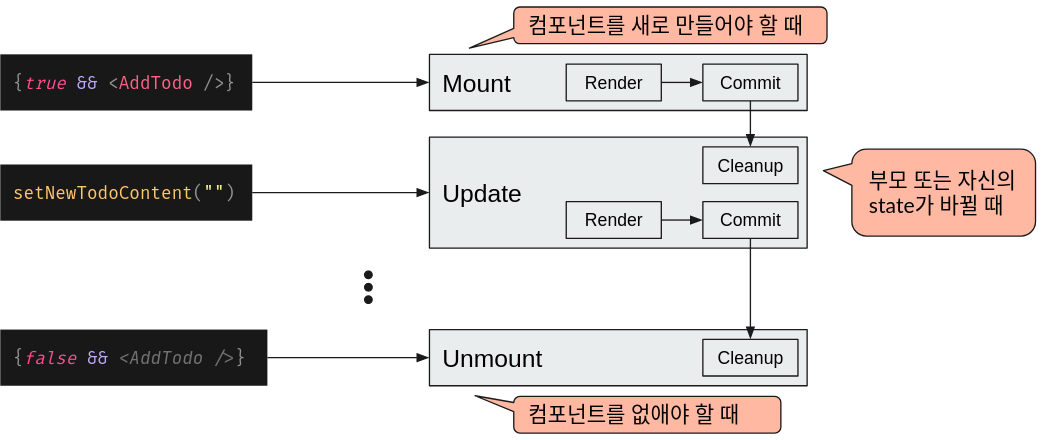 컴포넌트를 새로 만들어야 할 때
{true && <AddTodo />}
Mount
Render
Commit
Cleanup
setNewTodoContent("")
Update
Render
Commit
부모 또는 자신의
state가 바뀔 때
{false && <AddTodo />}
Unmount
Cleanup
컴포넌트를 없애야 할 때